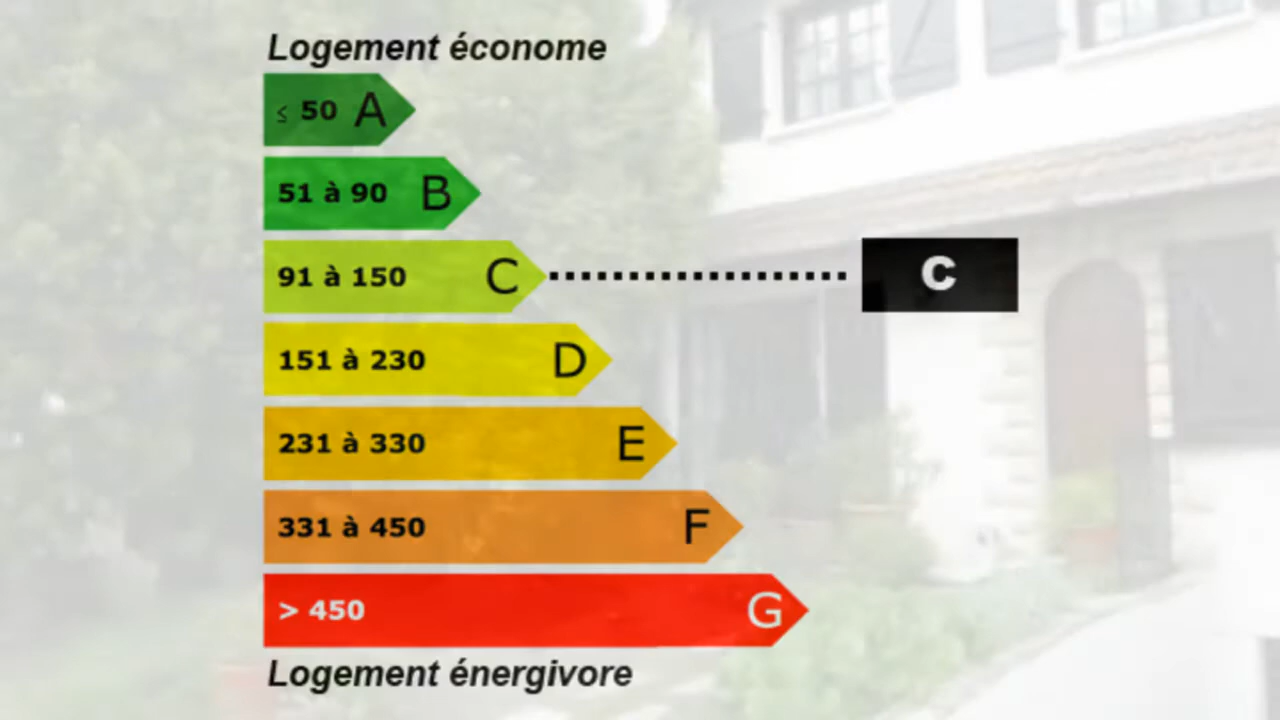 Logement économe
≤ 50 A
51 à 90 B
91 à 150 C
C
151 à 230 D
231 à 330 E
331 à 450 F
> 450 G
Logement énergivore